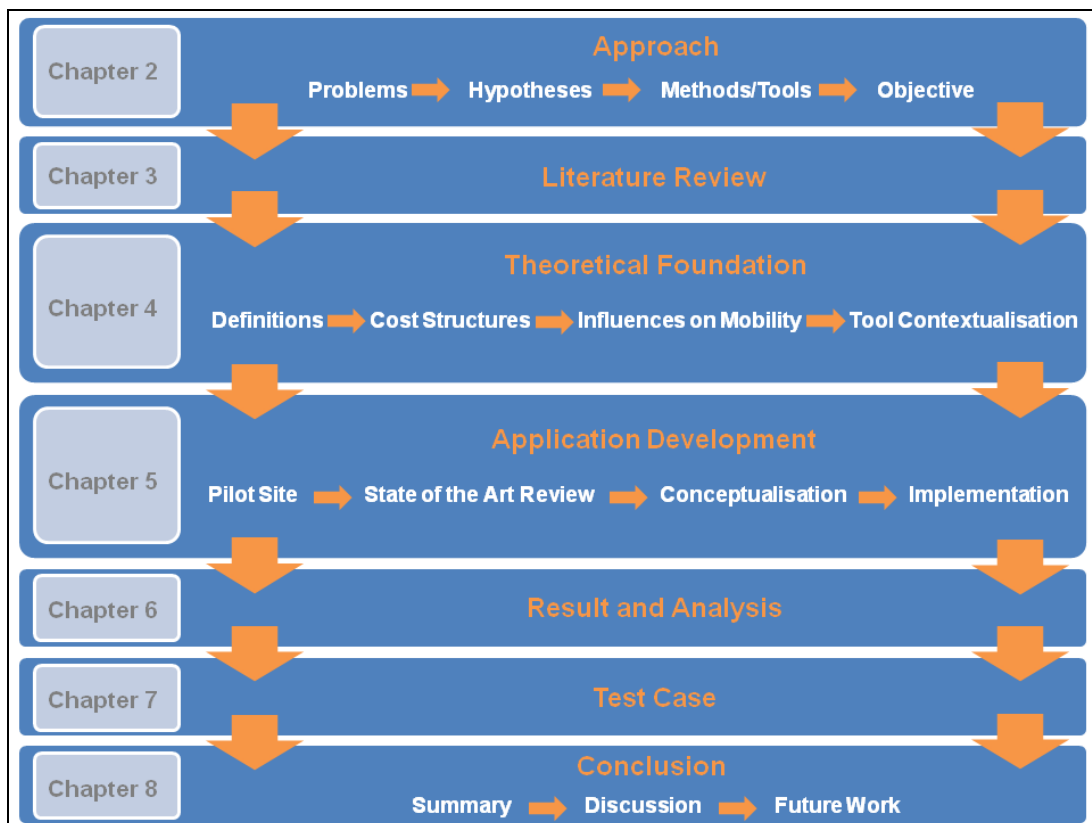 Approach
Chapter 2
Problems Hypotheses Methods/Tools Objective
Chapter 3
Literature Review
Theoretical Foundation
Chapter 4
Definitions Cost Structures Influences on Mobility Tool Contextualisation
Application Development
Chapter 5
Pilot Site State of the Art Review Conceptualisation Implementation
Chapter 6
Result and Analysis
Chapter 7
Test Case
Conclusion
Chapter 8
Summary Discussion Future Work